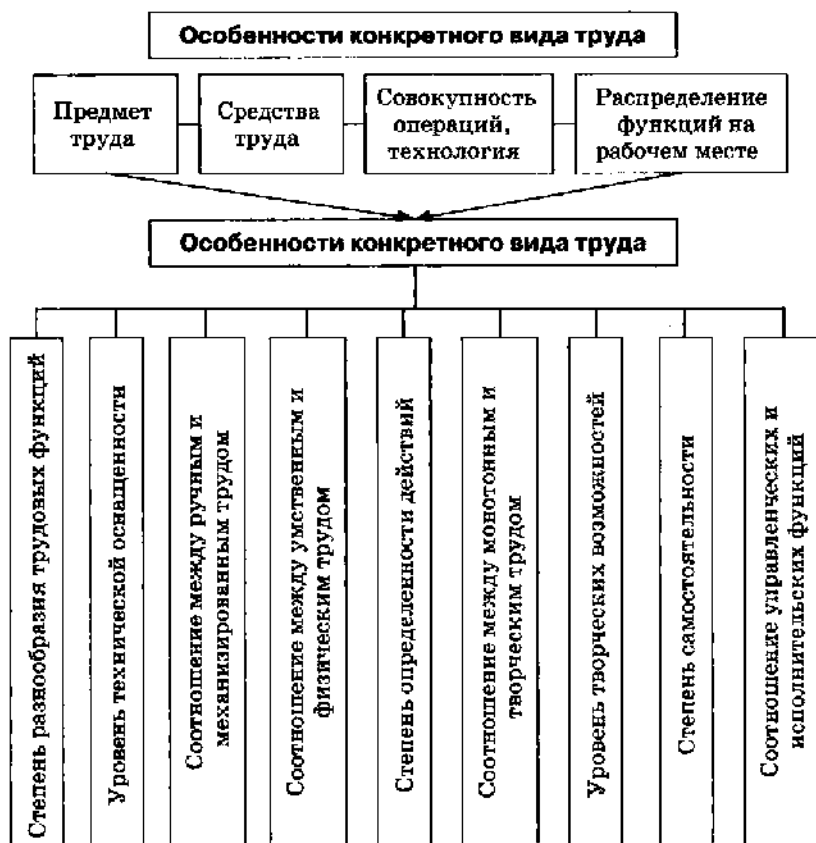 Особенности конкретного вида труда
Предмет
труда
Средства
труда
Совокупность
операций,
технология
Распределение
функций на
рабочем месте
Особенности конкретного вида труда
Степень разнообразия трудовых функций
Уровень технической оснащенности
Соотношение между ручным и
механизированным трудом
Соотношение между умственным и
физическим трудом
Степень определенности действий
Соотношение между монотонным и
творческим трудом
Уровень творческих возможностей
Степень самостоятельности
Соотношение управленческих и
исполнительских функций